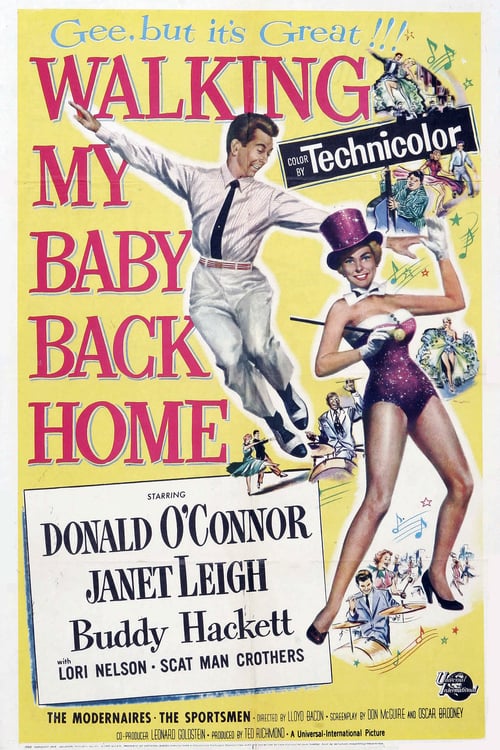 Gee, but it's Great!!!
WALKING
MY
BABY
BACK
HOME
COLOR BY Technicolor
STARRING
DONALD O'CONNOR
JANET LEIGH
Buddy Hackett
with LORI NELSON · SCAT MAN CROTHERS
THE MODERNAIRES · THE SPORTSMEN · DIRECTED BY LLOYD BACON · SCREENPLAY BY DON McGUIRE AND OSCAR BRODNEY
CO-PRODUCER LEONARD GOLDSTEIN · PRODUCED BY TED RICHMOND · A Universal-International Picture
Universal International